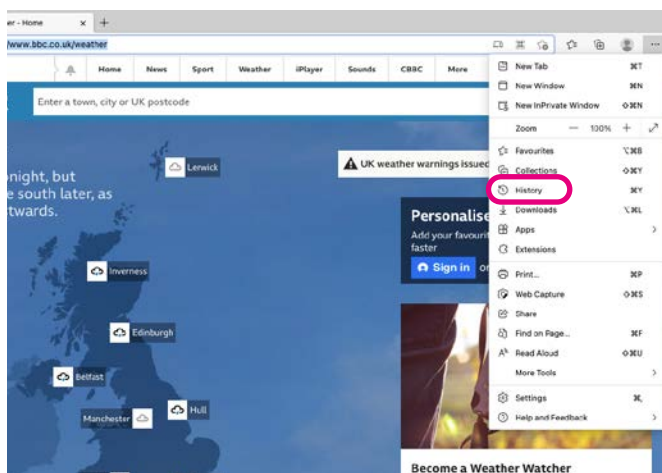 er - Home × +
/www.bbc.co.uk/weather
Home News Sport Weather iPlayer Sounds CBBC More
Enter a town, city or UK postcode
onight, but
e south later, as
twards.
Lerwick
UK weather warnings issued
Personalise
Add your favourit
faster
Sign in or
Inverness
Edinburgh
Belfast
Manchester
Hull
Become a Weather Watcher
New Tab ⌘T
New Window ⌘N
New InPrivate Window ⇧⌘N
Zoom — 100% +
Favourites ⌥⌘B
Collections ⇧⌘Y
History ⌘Y
Downloads ⌥⌘L
Apps
Extensions
Print... ⌘P
Web Capture ⇧⌘S
Share
Find on Page... ⌘F
Read Aloud ⇧⌘U
More Tools
Settings ⌘,
Help and Feedback